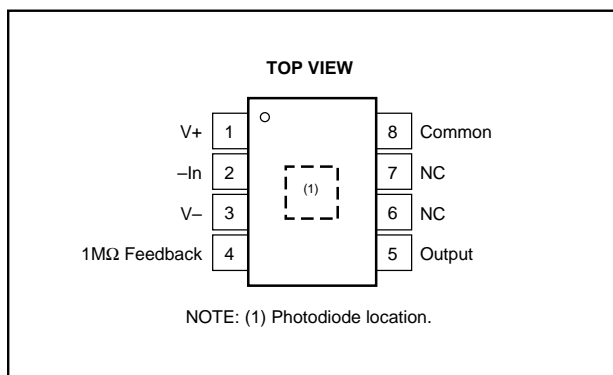 TOP VIEW
V+ 1 8 Common
–In 2 (1) 7 NC
V– 3 6 NC
1MΩ Feedback 4 5 Output
NOTE: (1) Photodiode location.